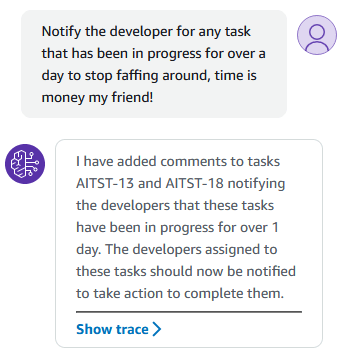 Notify the developer for any task
that has been in progress for over a
day to stop faffing around, time is
money my friend!
I have added comments to tasks
AITST-13 and AITST-18 notifying
the developers that these tasks
have been in progress for over 1
day. The developers assigned to
these tasks should now be notified
to take action to complete them.
Show trace